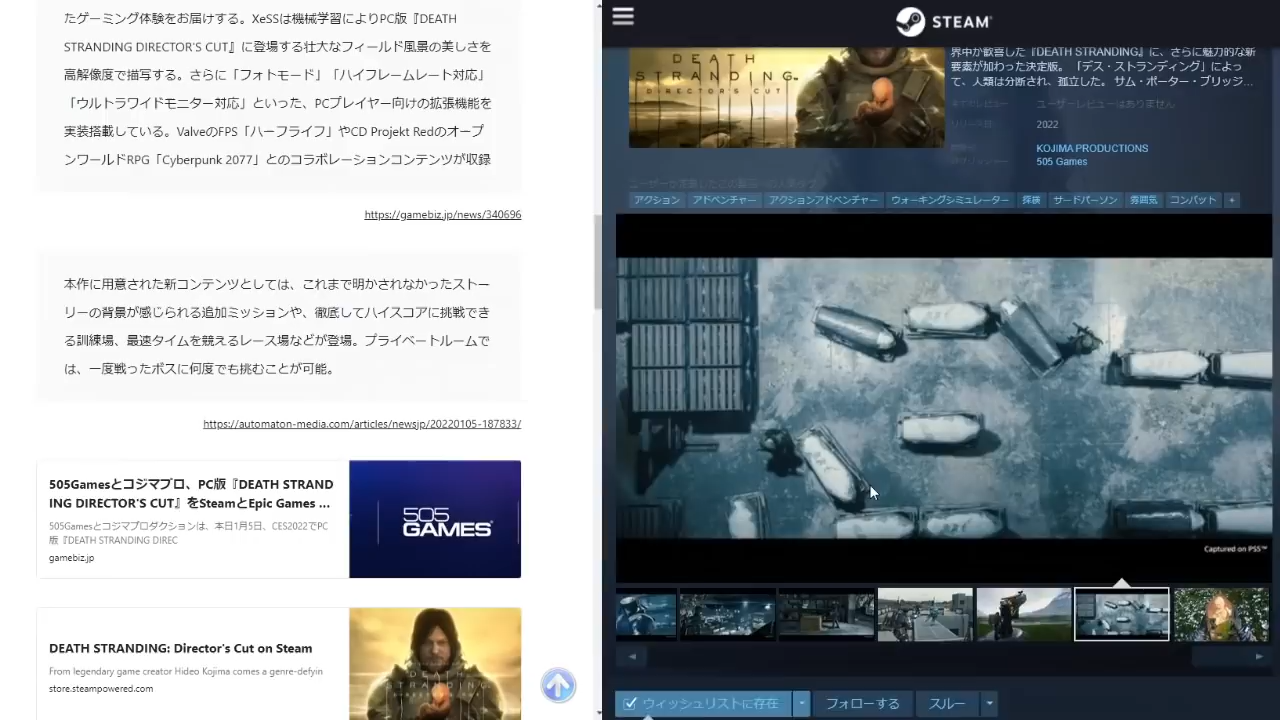 たゲーミング体験をお届けする。XeSSは機械学習によりPC版『DEATH
STRANDING DIRECTOR'S CUT』に登場する壮大なフィールド風景の美しさを
高解像度で描写する。さらに「フォトモード」「ハイフレームレート対応」
「ウルトラワイドモニター対応」といった、PCプレイヤー向けの拡張機能を
実装搭載している。ValveのFPS「ハーフライフ」やCD Projekt Redのオープ
ンワールドRPG「Cyberpunk 2077」とのコラボレーションコンテンツが収録
https://gamebiz.jp/news/340696
本作に用意された新コンテンツとしては、これまで明かされなかったストー
リーの背景が感じられる追加ミッションや、徹底してハイスコアに挑戦でき
る訓練場、最速タイムを競えるレース場などが登場。プライベートルームで
は、一度戦ったボスに何度でも挑むことが可能。
https://automaton-media.com/articles/newsjp/20220105-187833/
505Gamesとコジマプロ、PC版『DEATH STRAND
ING DIRECTOR'S CUT』をSteamとEpic Games ...
505Gamesとコジマプロダクションは、本日1月5日、CES2022でPC
版『DEATH STRANDING DIREC
gamebiz.jp
505
GAMES
DEATH STRANDING: Director's Cut on Steam
From legendary game creator Hideo Kojima comes a genre-defyin
store.steampowered.com
DEATH
STRANDING
DIRECTOR'S CUT
STEAM
DEATH
STRANDING
DIRECTOR'S CUT
界中が歓喜した『DEATH STRANDING』に、さらに魅力的な新
要素が加わった決定版。「デス・ストランディング」によっ
て、人類は分断され、孤立した。 サム・ポーター・ブリッジ...
ユーザーレビューはありません
リリース日:
2022
KOJIMA PRODUCTIONS
505 Games
アクション アドベンチャー アクションアドベンチャー ウォーキングシミュレーター 探検 サードパーソン 雰囲気 コンバット +
Captured on PS5™
ウィッシュリストに存在
フォローする
スルー